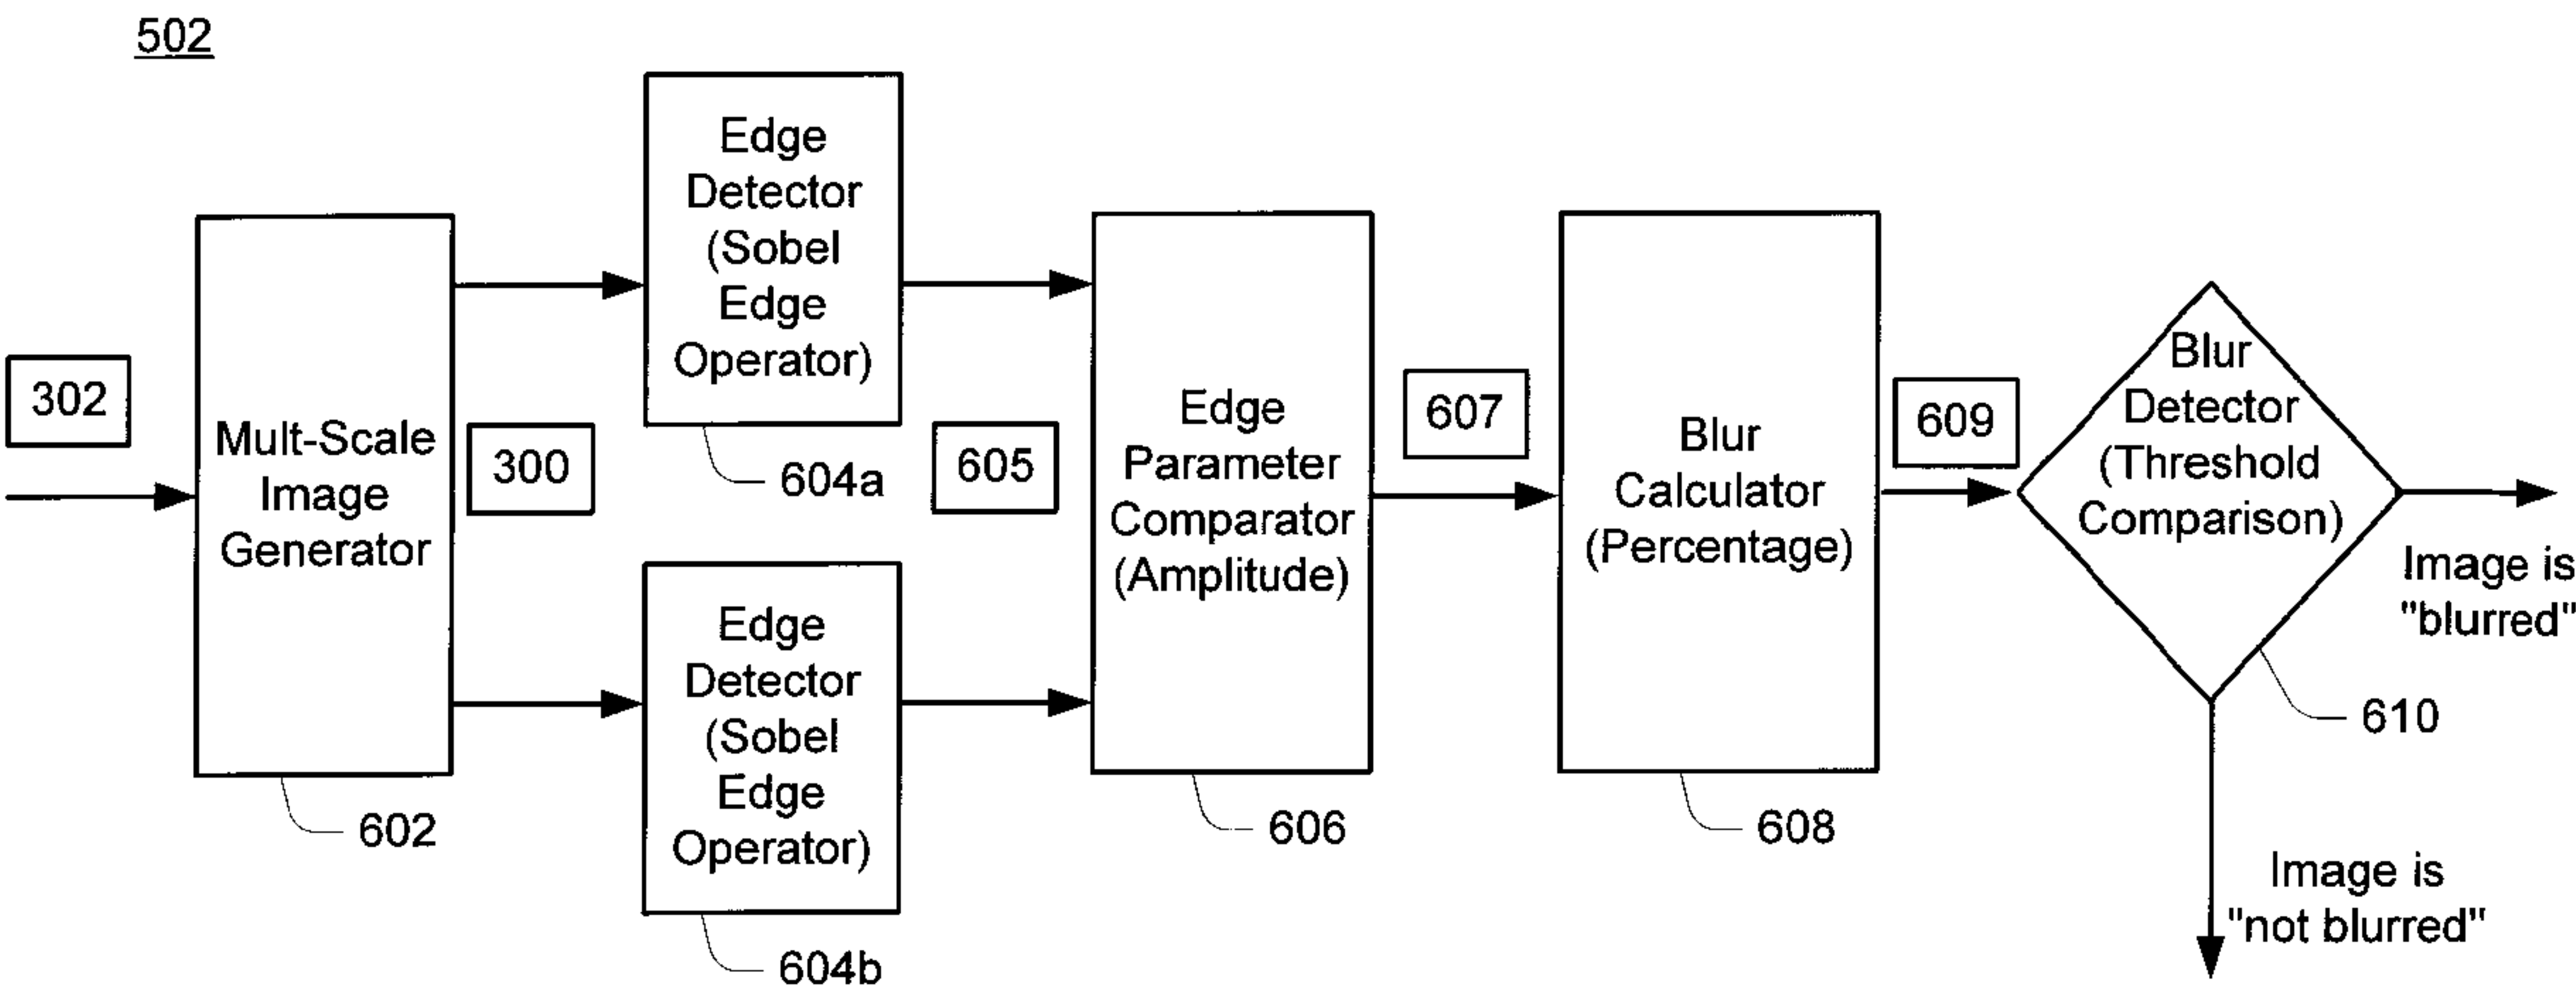 502
302
Mult-Scale
Image
Generator
602
300
Edge
Detector
(Sobel
Edge
Operator)
604a
Edge
Detector
(Sobel
Edge
Operator)
604b
605
Edge
Parameter
Comparator
(Amplitude)
606
607
Blur
Calculator
(Percentage)
608
609
Blur
Detector
(Threshold
Comparison)
610
Image is
"blurred"
Image is
"not blurred"